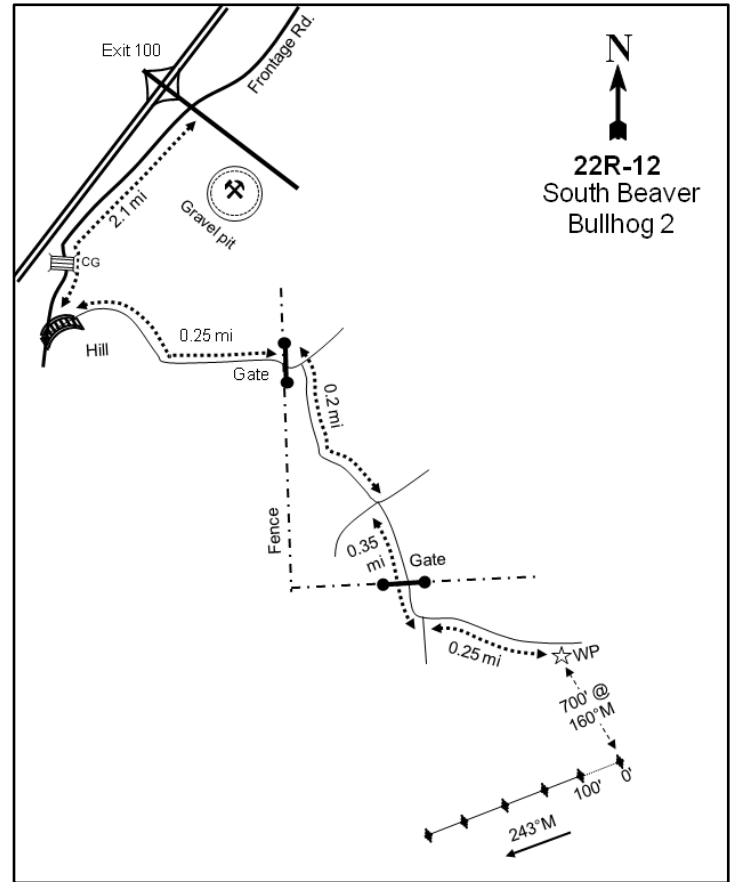 Exit 100
Frontage Rd.
N
22R-12
South Beaver
Bullhog 2
2.1 mi
Gravel pit
CG
Hill
0.25 mi
Gate
0.2 mi
Fence
0.35
mi
Gate
0.25 mi
WP
700' @
160°M
0'
100'
243°M